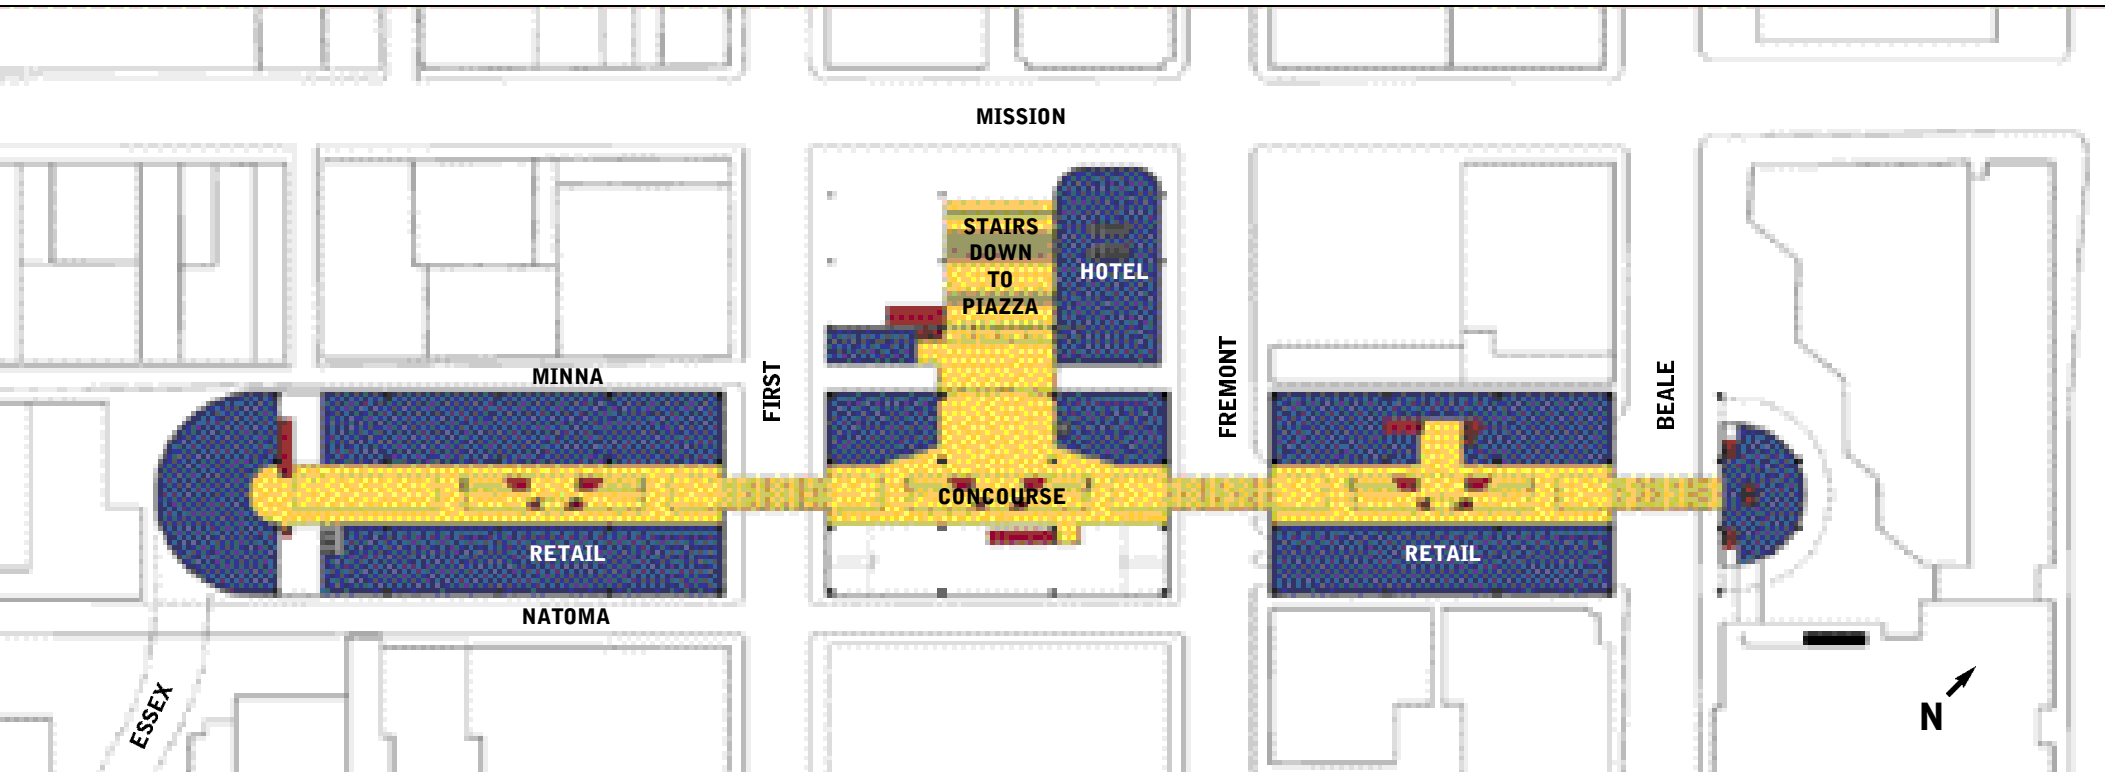 MISSION
STAIRS
DOWN
TO
PIAZZA
HOTEL
MINNA
FIRST
FREMONT
BEALE
CONCOURSE
RETAIL
RETAIL
NATOMA
ESSEX
N